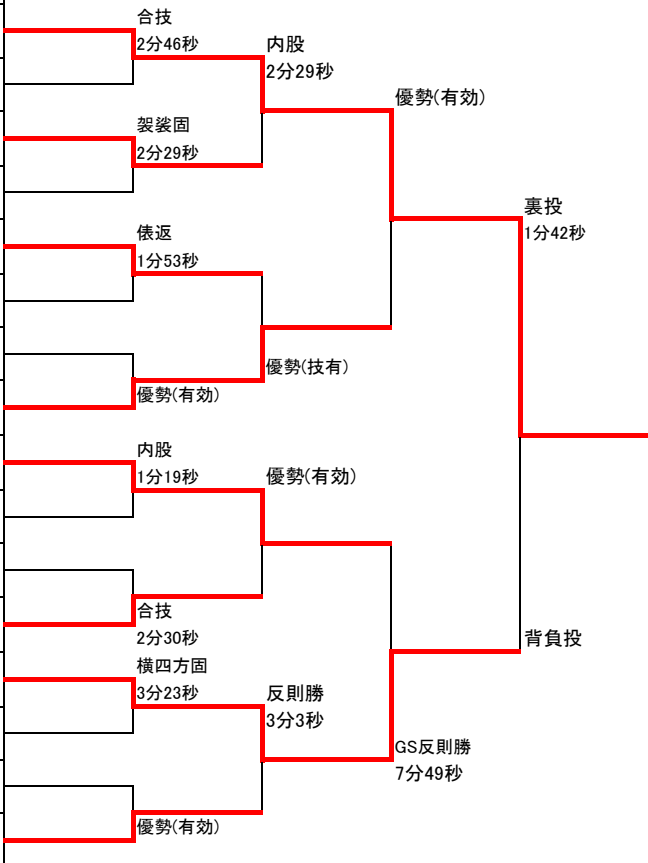 合技
2分46秒
内股
2分29秒
優勢(有効)
袈裟固
2分29秒
裏投
1分42秒
俵返
1分53秒
優勢(技有)
優勢(有効)
内股
1分19秒
優勢(有効)
合技
2分30秒
背負投
横四方固
3分23秒
反則勝
3分3秒
GS反則勝
7分49秒
優勢(有効)